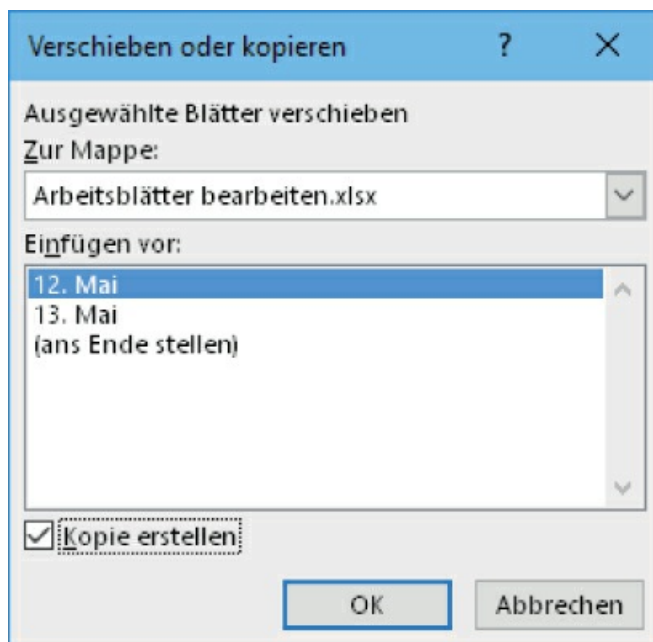 Verschieben oder kopieren ?
Ausgewählte Blätter verschieben
Zur Mappe:
Arbeitsblätter bearbeiten.xlsx
Einfügen vor:
12. Mai
13. Mai
(ans Ende stellen)
Kopie erstellen
OK Abbrechen